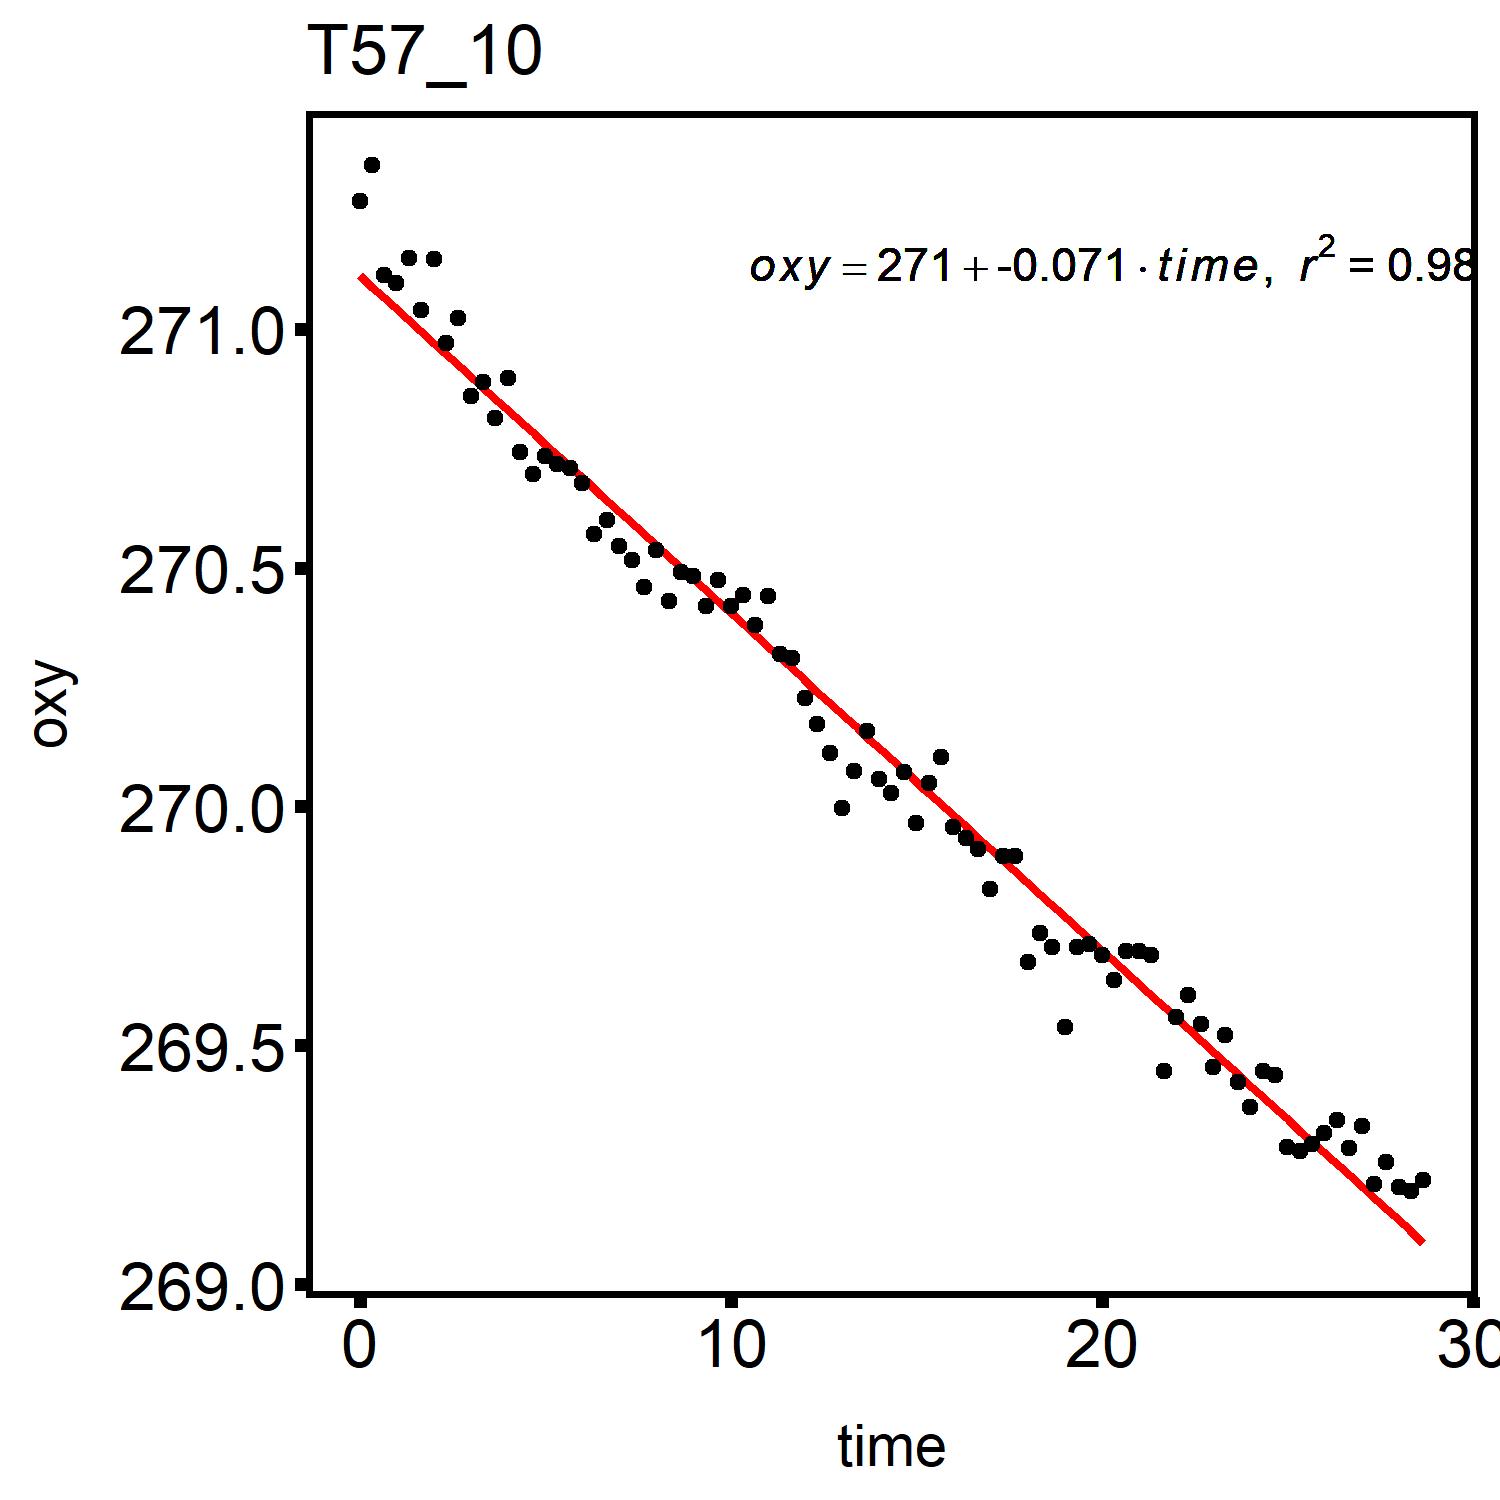 T57_10
oxy = 271 + -0.071 · time, r² = 0.98
271.0
270.5
270.0
269.5
269.0
oxy
0 10 20 30
time